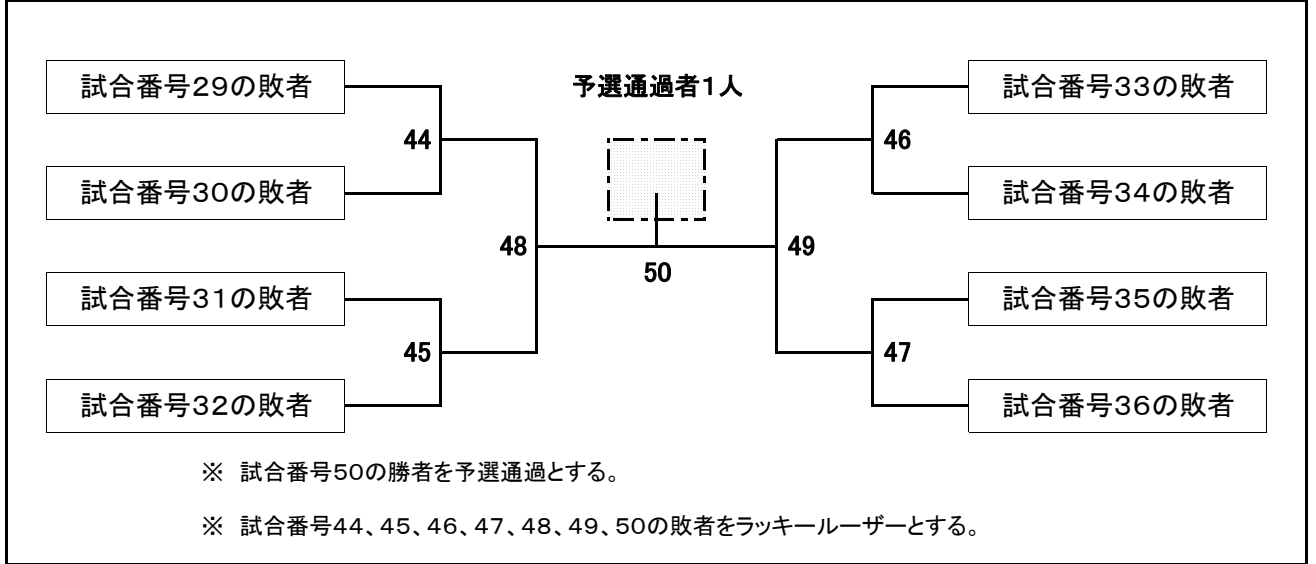 予選通過者1人
試合番号29の敗者
44
試合番号30の敗者
48
試合番号31の敗者
45
試合番号32の敗者
50
試合番号33の敗者
46
試合番号34の敗者
49
試合番号35の敗者
47
試合番号36の敗者
※ 試合番号50の勝者を予選通過とする。
※ 試合番号44、45、46、47、48、49、50の敗者をラッキールーザーとする。